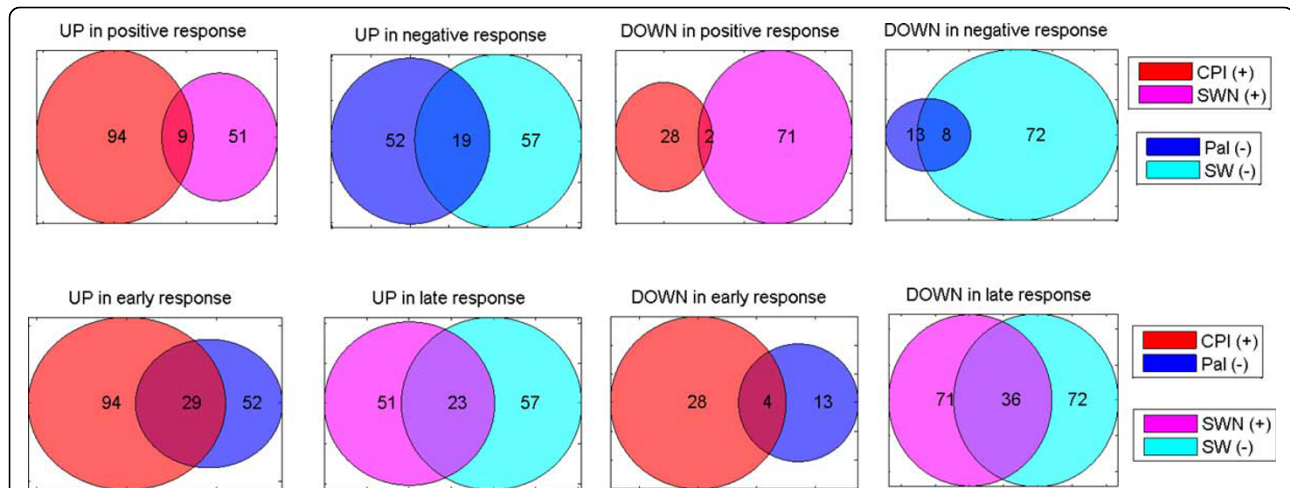 UP in positive response
UP in negative response
DOWN in positive response
DOWN in negative response
94 9 51
52 19 57
28 2 71
13 8 72
CPI (+)
SWN (+)
Pal (-)
SW (-)
UP in early response
UP in late response
DOWN in early response
DOWN in late response
94 29 52
51 23 57
28 4 13
71 36 72
CPI (+)
Pal (-)
SWN (+)
SW (-)